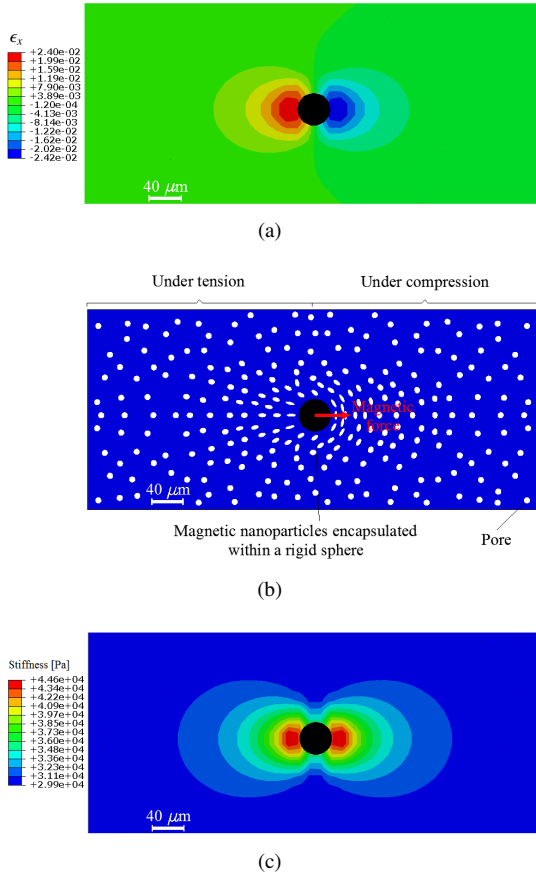 ϵx
+2.40e-02
+1.99e-02
+1.59e-02
+1.19e-02
+7.90e-03
+3.89e-03
-1.20e-04
-4.13e-03
-8.14e-03
-1.22e-02
-1.62e-02
-2.02e-02
-2.42e-02
40 μm
(a)
Under tension Under compression
Magnetic
force
40 μm
Magnetic nanoparticles encapsulated
within a rigid sphere
Pore
(b)
Stiffness [Pa]
+4.46e+04
+4.34e+04
+4.22e+04
+4.09e+04
+3.97e+04
+3.85e+04
+3.73e+04
+3.60e+04
+3.48e+04
+3.36e+04
+3.23e+04
+3.11e+04
+2.99e+04
40 μm
(c)